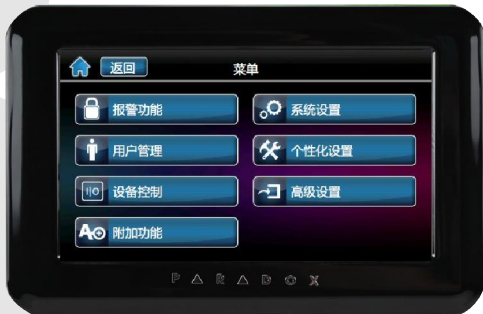 返回
菜单
报警功能
系统设置
用户管理
个性化设置
设备控制
高级设置
附加功能
PARADOX